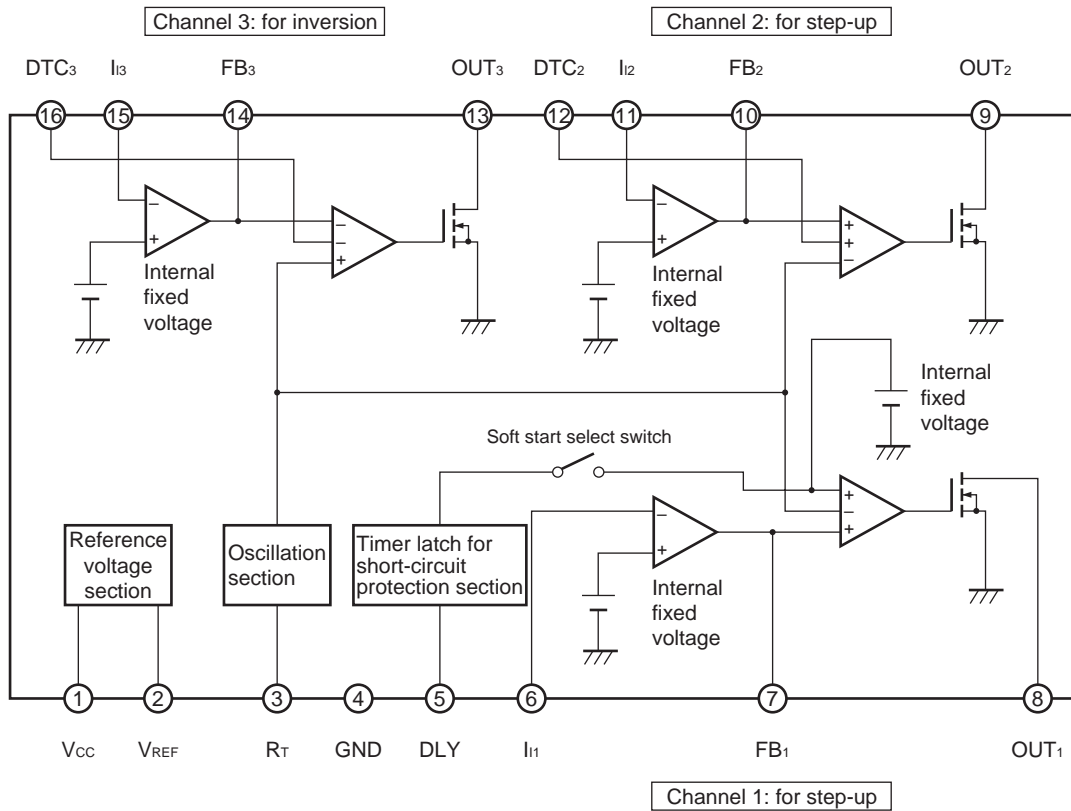 Channel 3: for inversion
Channel 2: for step-up
DTC3 II3 FB3 OUT3 DTC2 II2 FB2 OUT2
16 15 14 13 12 11 10 9
− + − − + − + + + −
Internal
fixed
voltage
Internal
fixed
voltage
Internal
fixed
voltage
Soft start select switch
Reference
voltage
section
Oscillation
section
Timer latch for
short-circuit
protection section
− + + − +
Internal
fixed
voltage
1 2 3 4 5 6 7 8
VCC VREF RT GND DLY II1 FB1 OUT1
Channel 1: for step-up